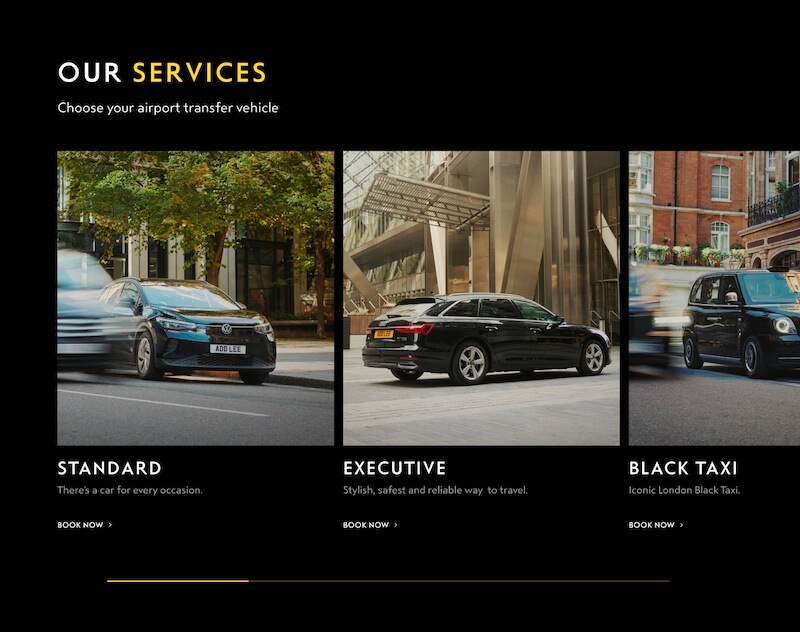 OUR SERVICES
Choose your airport transfer vehicle
ADD LEE
STANDARD
There's a car for every occasion.
BOOK NOW >
EXECUTIVE
Stylish, safest and reliable way to travel.
BOOK NOW >
BLACK TAXI
Iconic London Black Taxi.
BOOK NOW >